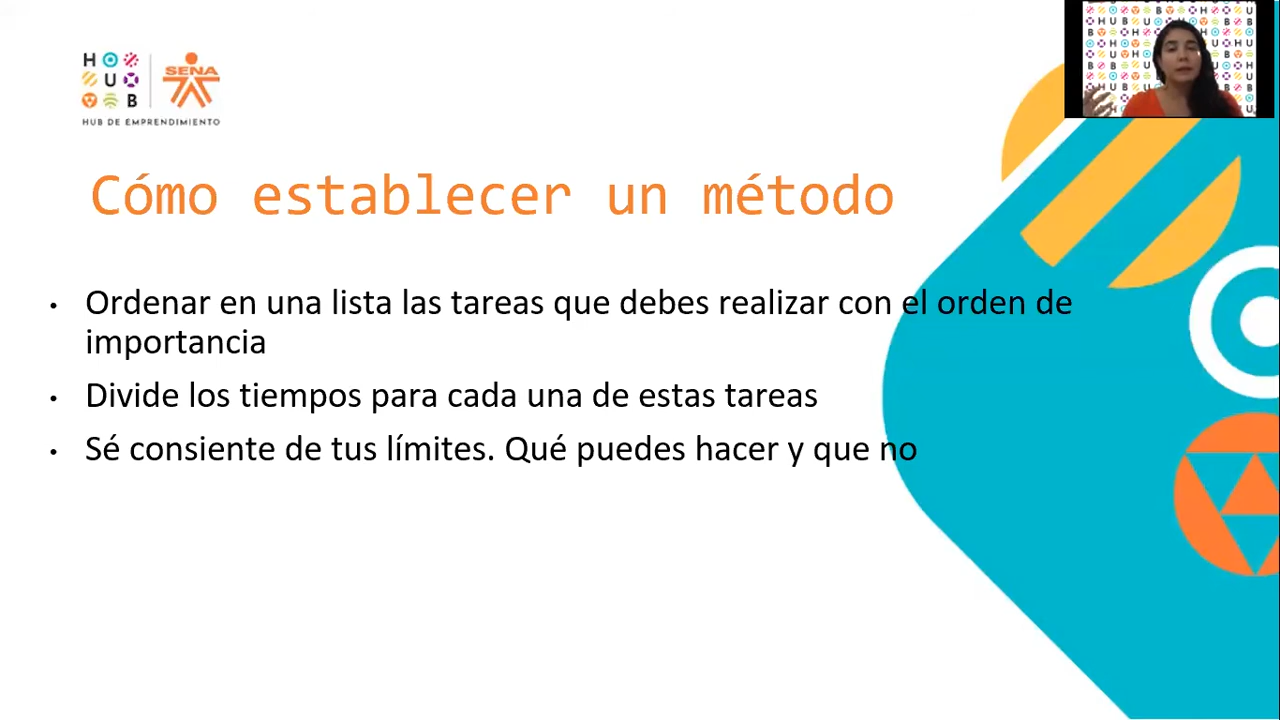 H
U
B
SENA
HUB DE EMPRENDIMIENTO
Cómo establecer un método
• Ordenar en una lista las tareas que debes realizar con el orden de
importancia
• Divide los tiempos para cada una de estas tareas
• Sé consiente de tus límites. Qué puedes hacer y que no